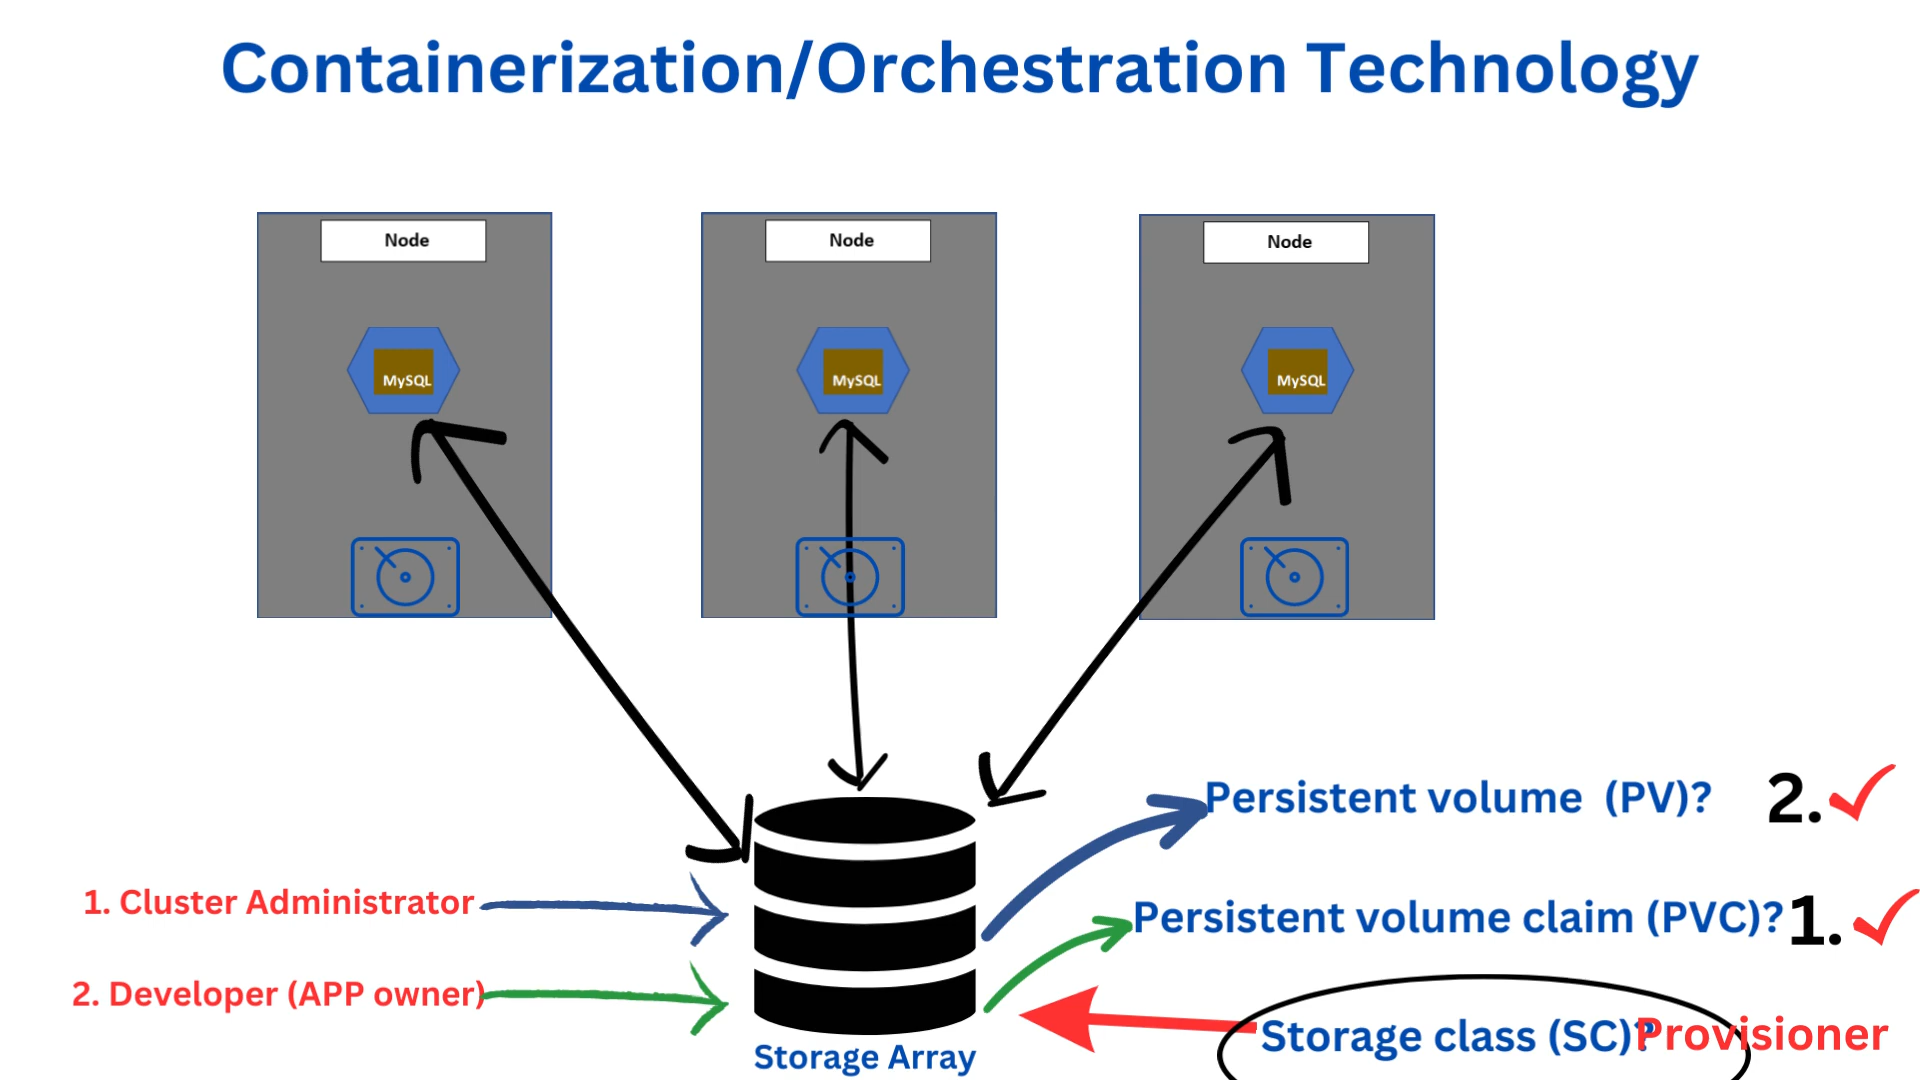 Containerization/Orchestration Technology
Node
Node
Node
MySQL
MySQL
MySQL
Persistent volume (PV)? 2.
1. Cluster Administrator
Persistent volume claim (PVC)? 1.
2. Developer (APP owner)
Storage class (SC)? Provisioner
Storage Array